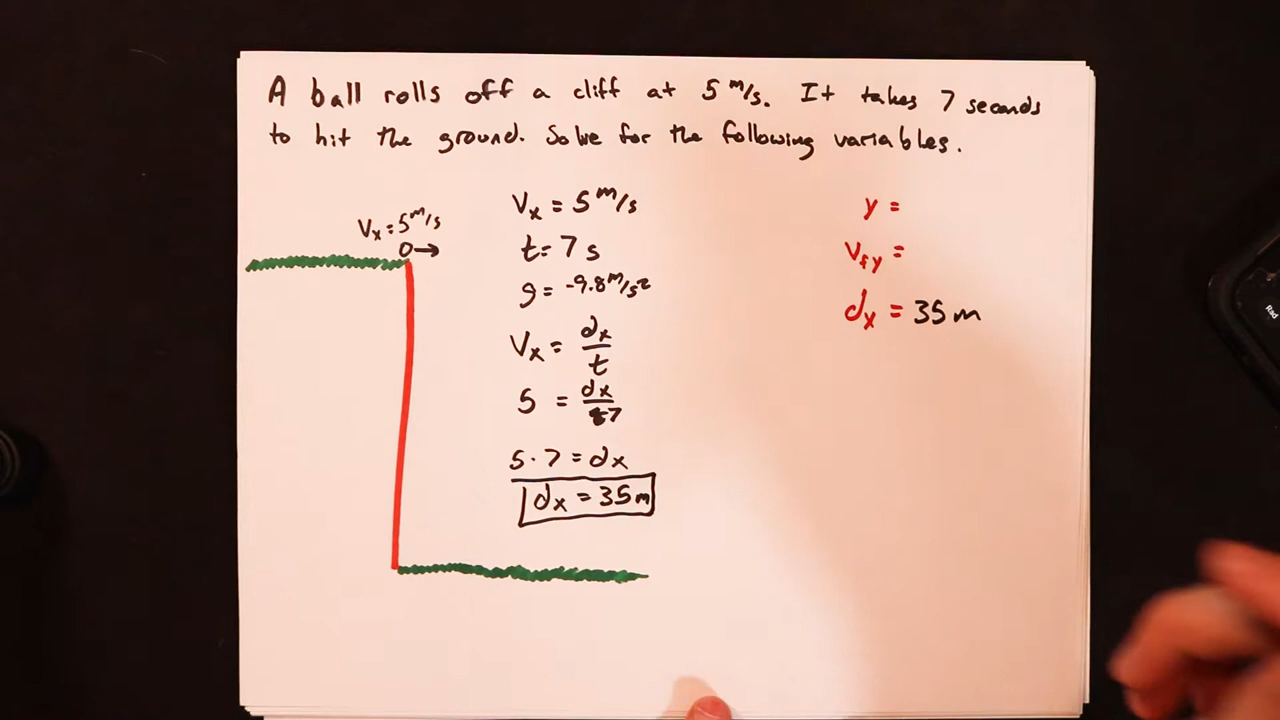 A ball rolls off a cliff at 5 m/s. It takes 7 seconds
to hit the ground. Solve for the following variables.
Vx = 5 m/s
Vx = 5 m/s
t = 7 s
g = -9.8 m/s²
Vx = dx/t
5 = dx/7
5 · 7 = dx
dx = 35 m
y =
Vfy =
dx = 35 m
Rad